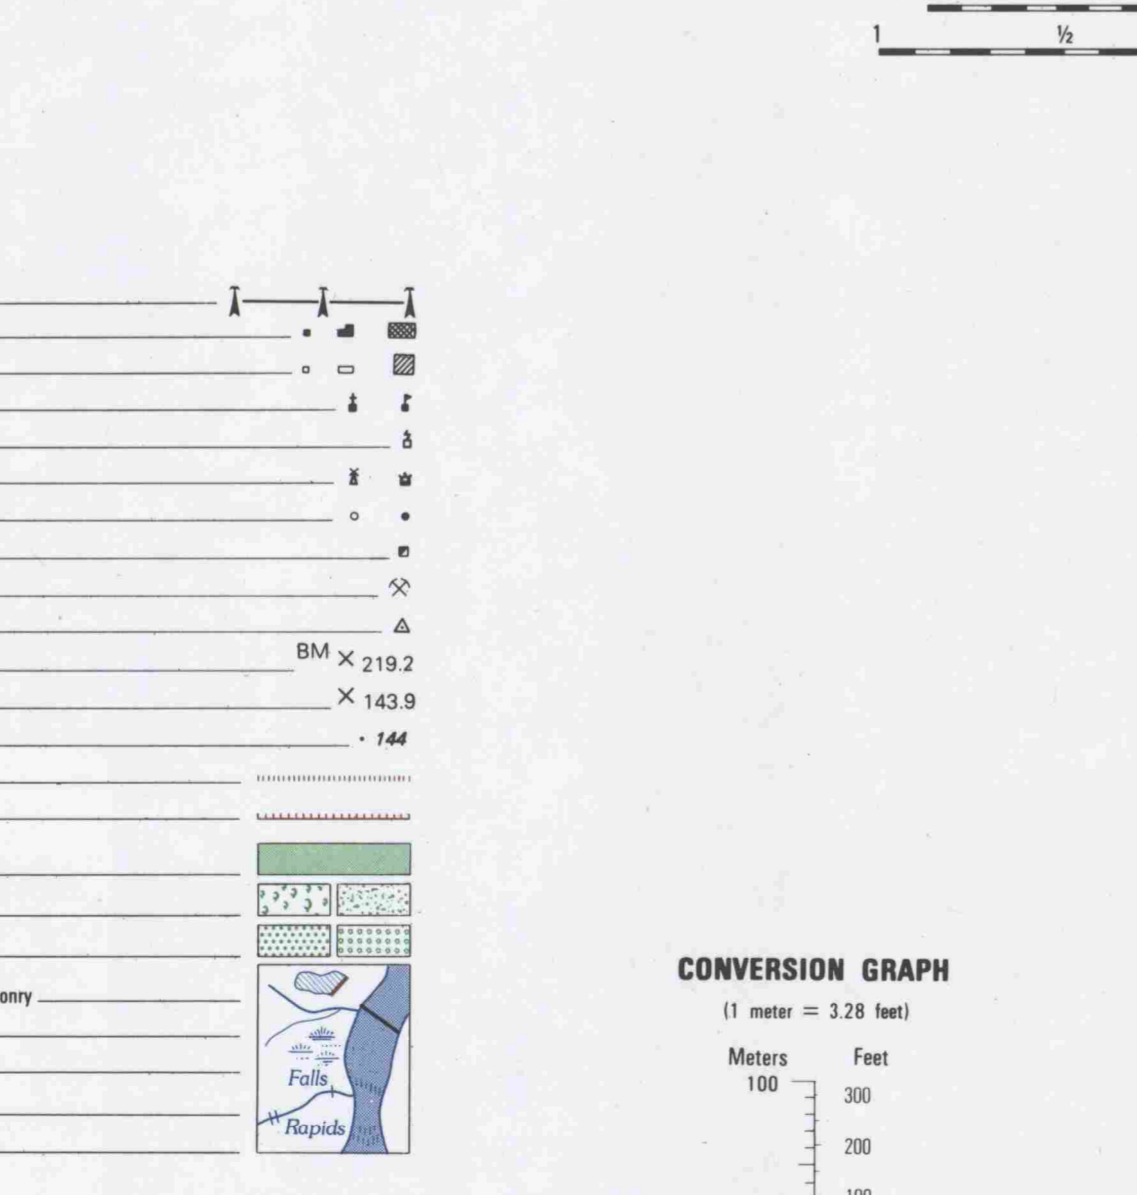 1 ½
BM × 219.2
× 143.9
. 144
onry
Falls
Rapids
CONVERSION GRAPH
(1 meter = 3.28 feet)
Meters Feet
100 300
200
100